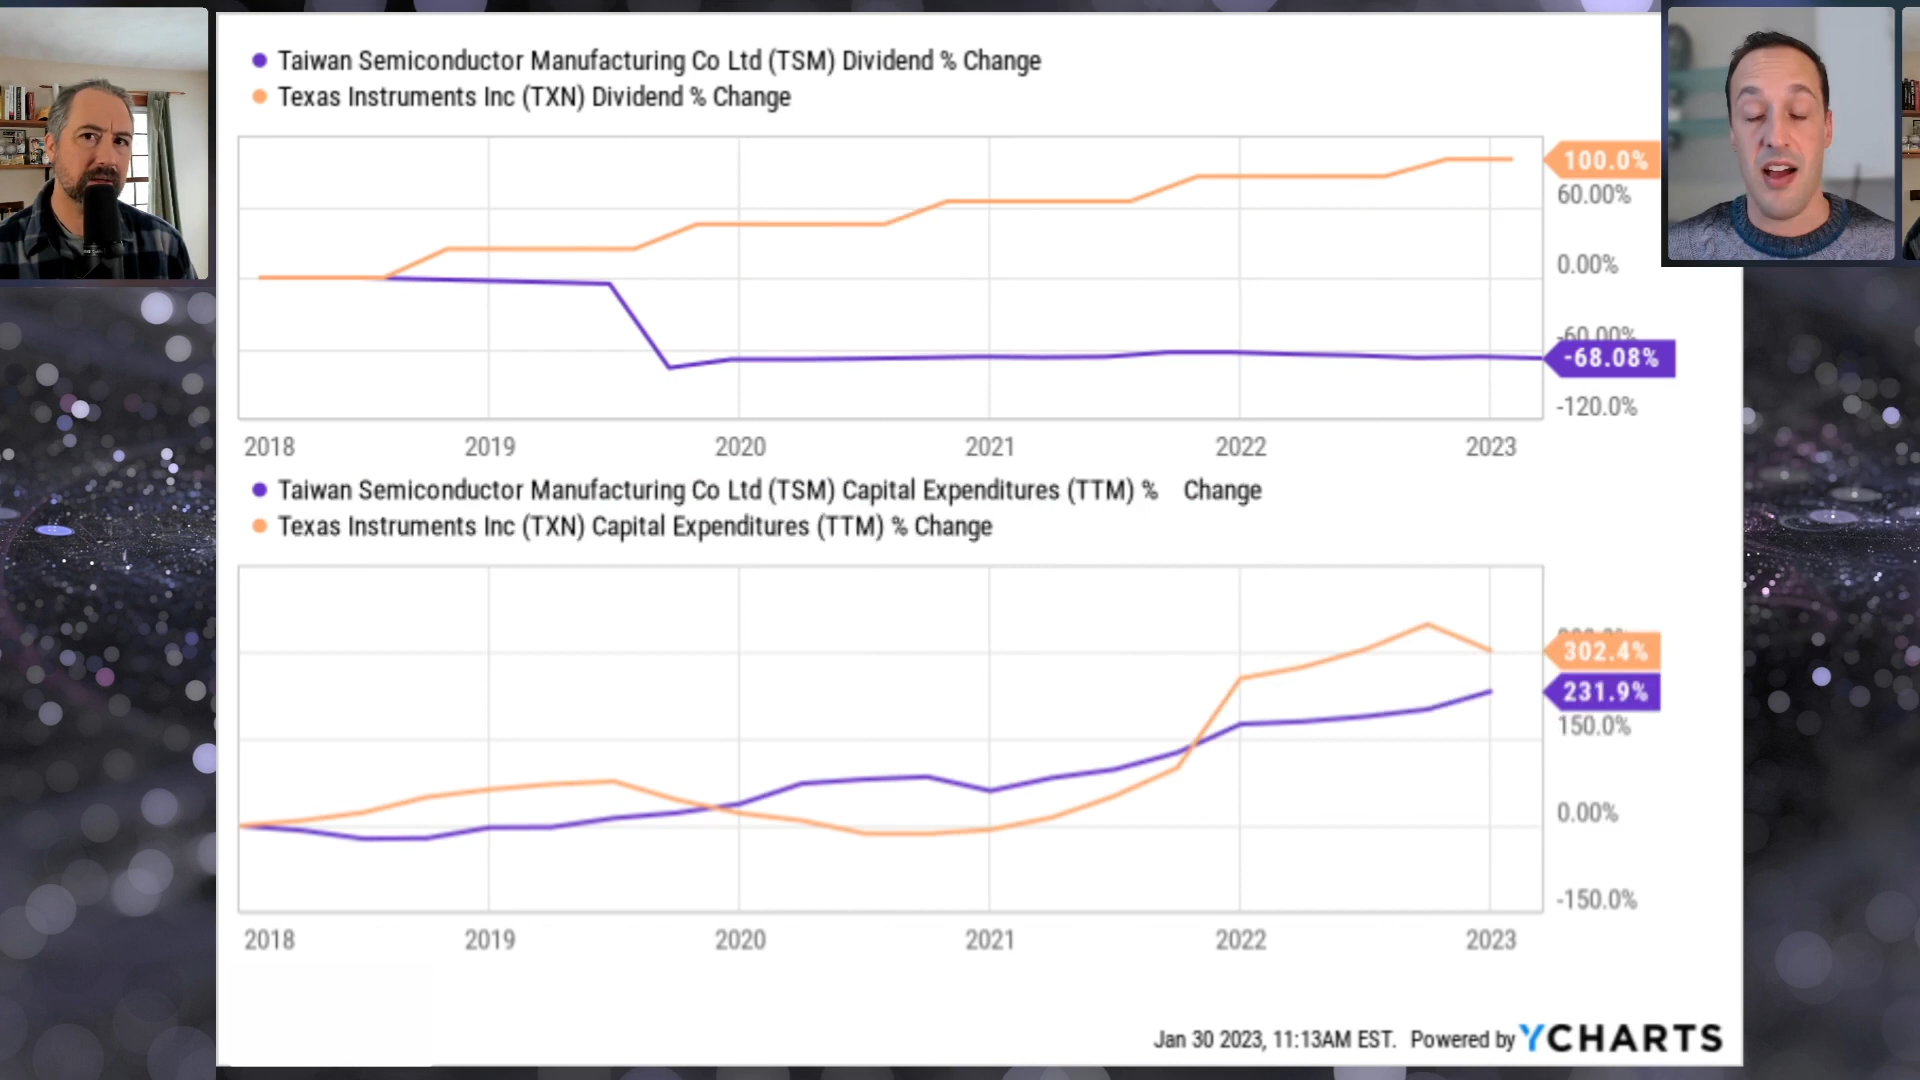 Taiwan Semiconductor Manufacturing Co Ltd (TSM) Dividend % Change
Texas Instruments Inc (TXN) Dividend % Change
100.0%
60.00%
0.00%
-60.00%
-68.08%
-120.0%
2018 2019 2020 2021 2022 2023
Taiwan Semiconductor Manufacturing Co Ltd (TSM) Capital Expenditures (TTM) % Change
Texas Instruments Inc (TXN) Capital Expenditures (TTM) % Change
302.4%
231.9%
150.0%
0.00%
-150.0%
2018 2019 2020 2021 2022 2023
Jan 30 2023, 11:13AM EST. Powered by YCHARTS